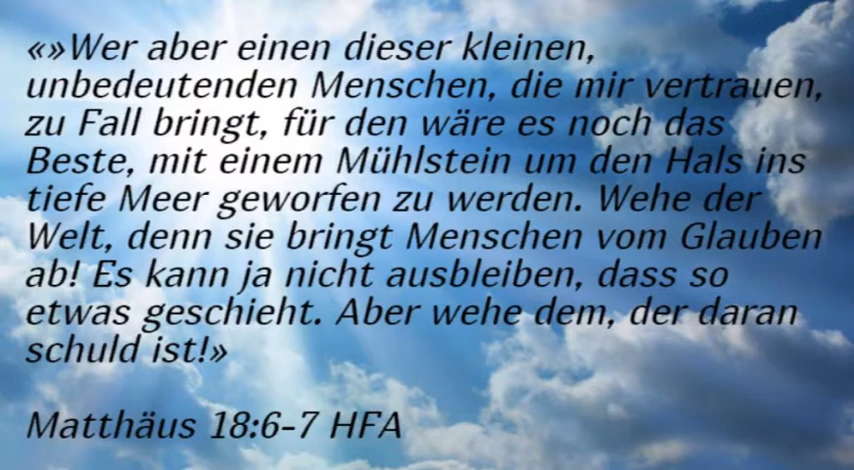 «»Wer aber einen dieser kleinen,
unbedeutenden Menschen, die mir vertrauen,
zu Fall bringt, für den wäre es noch das
Beste, mit einem Mühlstein um den Hals ins
tiefe Meer geworfen zu werden. Wehe der
Welt, denn sie bringt Menschen vom Glauben
ab! Es kann ja nicht ausbleiben, dass so
etwas geschieht. Aber wehe dem, der daran
schuld ist!»
Matthäus 18:6-7 HFA